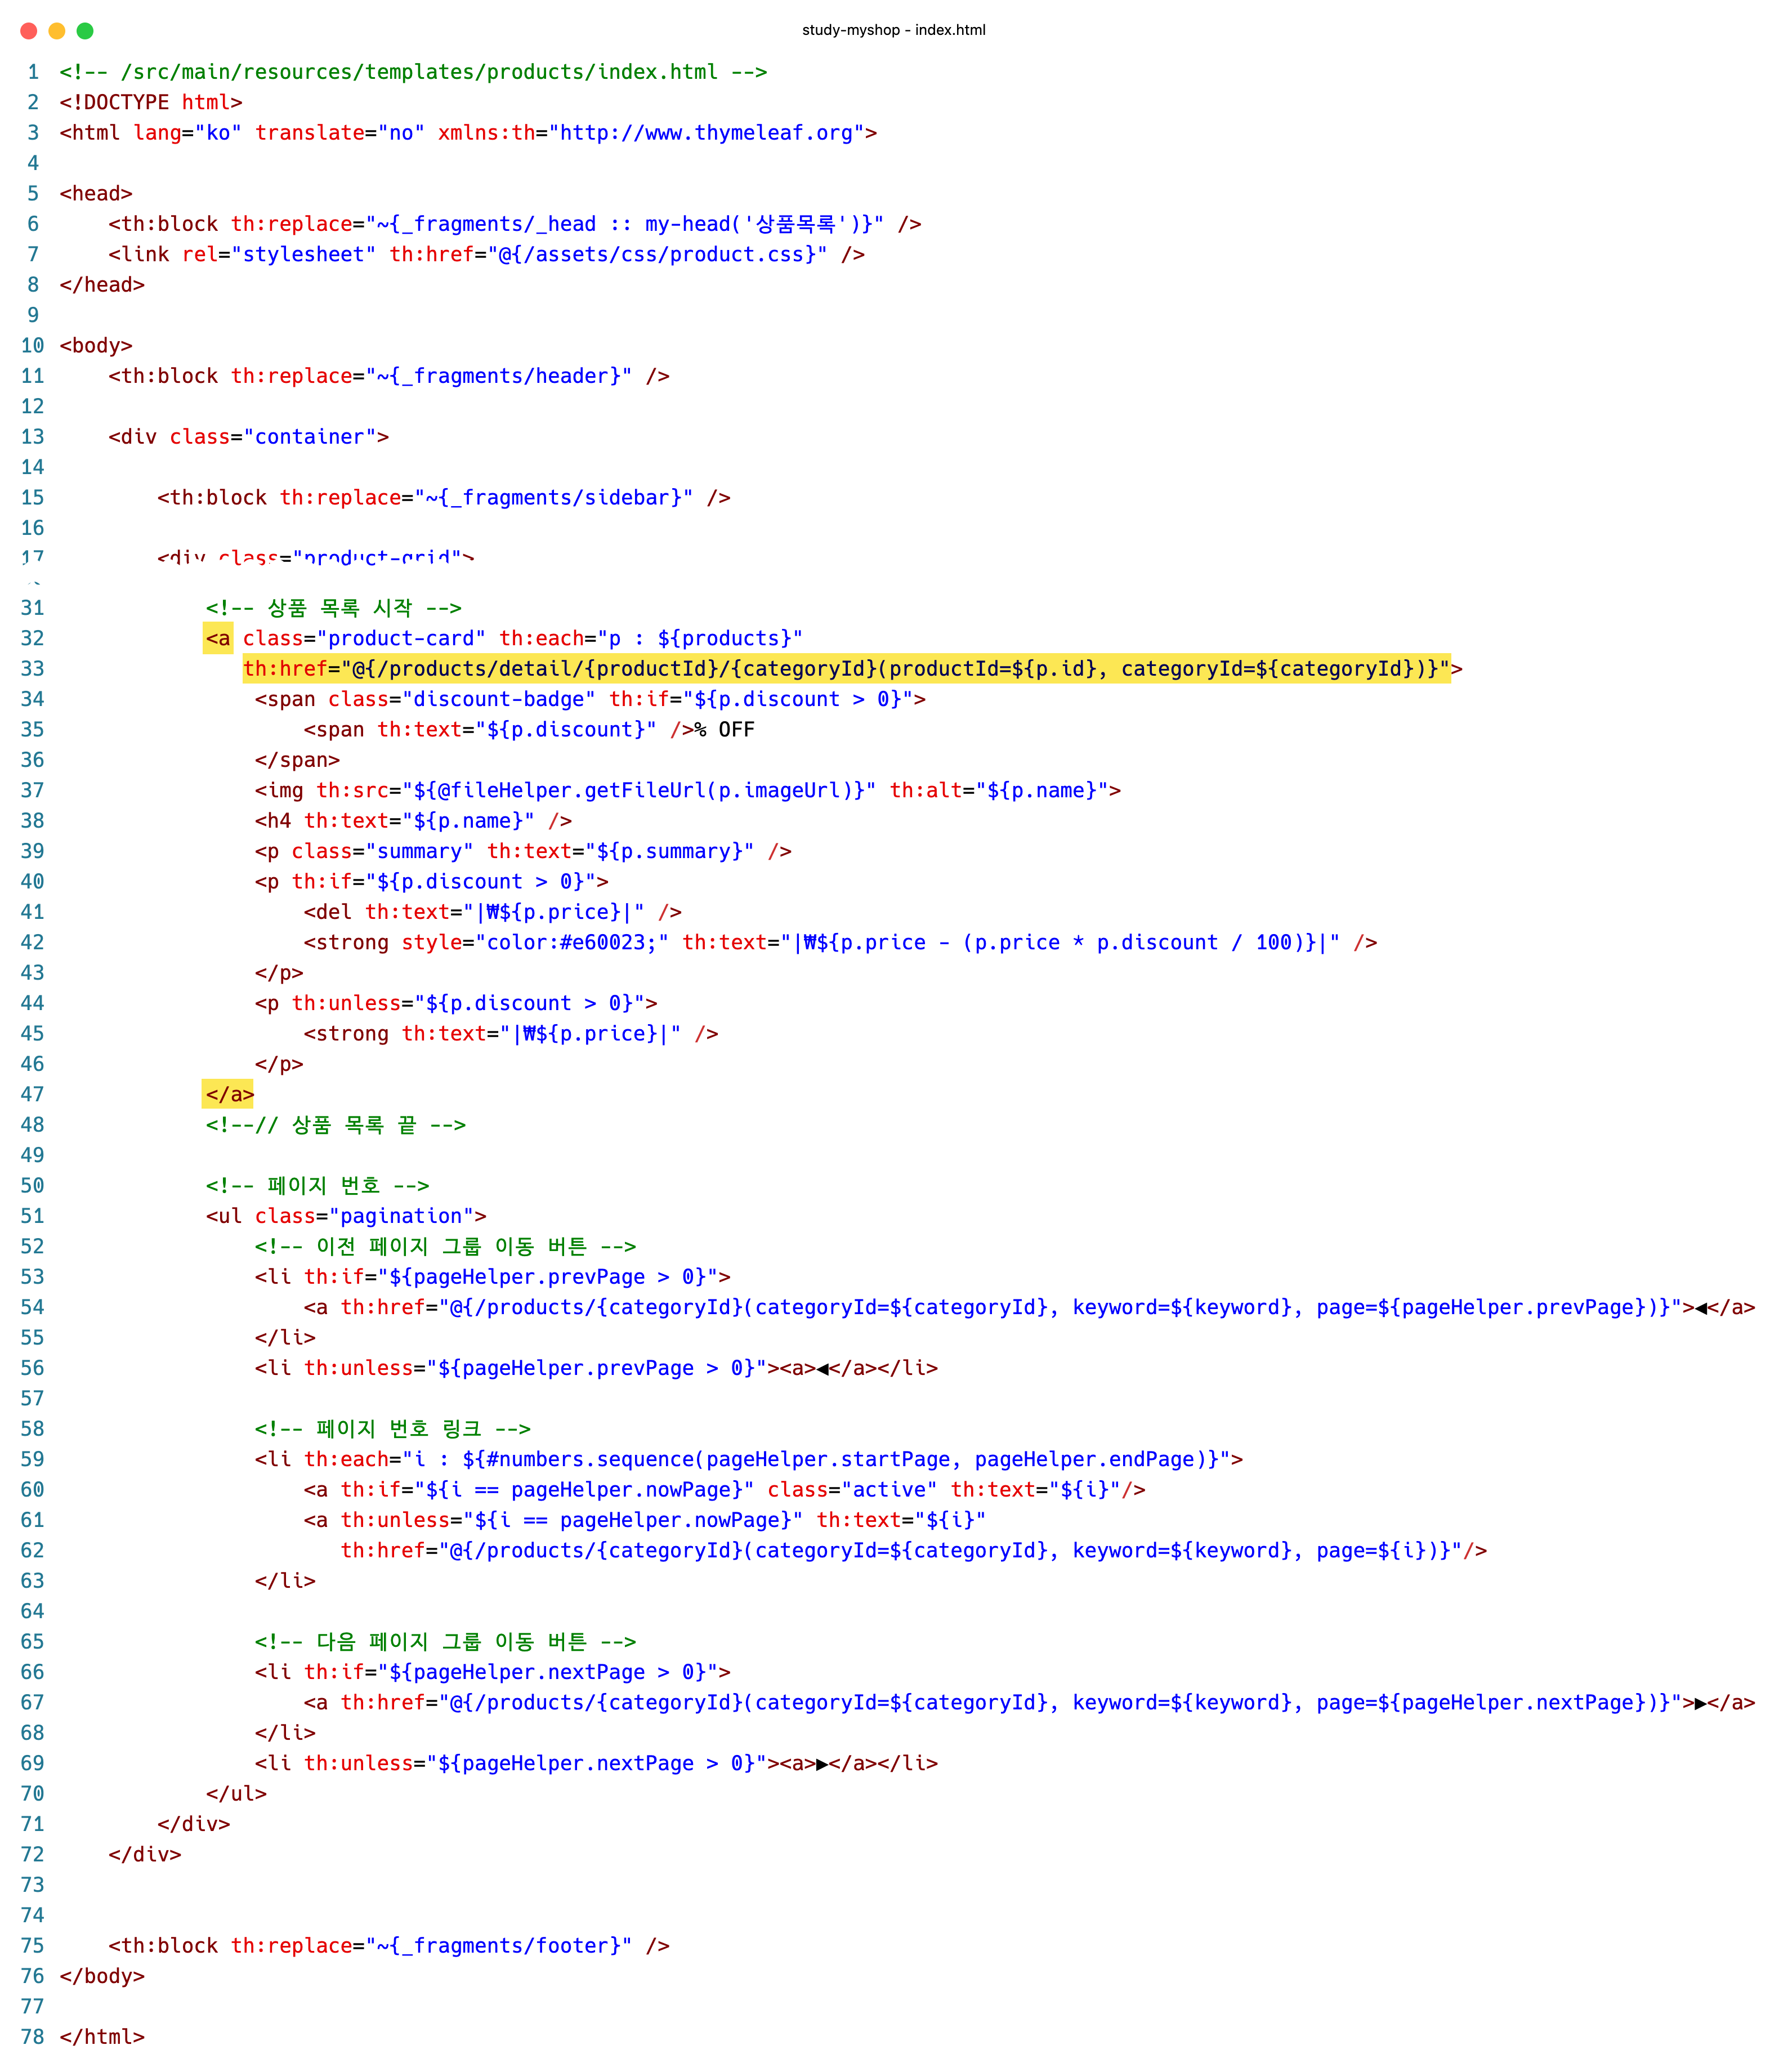 study-myshop - index.html
1 <!-- /src/main/resources/templates/products/index.html -->
2 <!DOCTYPE html>
3 <html lang="ko" translate="no" xmlns:th="http://www.thymeleaf.org">
4
5 <head>
6     <th:block th:replace="~{_fragments/_head :: my-head('상품목록')}" />
7     <link rel="stylesheet" th:href="@{/assets/css/product.css}" />
8 </head>
9
10 <body>
11     <th:block th:replace="~{_fragments/header}" />
12
13     <div class="container">
14
15         <th:block th:replace="~{_fragments/sidebar}" />
16
17         <div class="product-grid">
31             <!-- 상품 목록 시작 -->
32             <a class="product-card" th:each="p : ${products}"
33                th:href="@{/products/detail/{productId}/{categoryId}(productId=${p.id}, categoryId=${categoryId})}">
34                 <span class="discount-badge" th:if="${p.discount > 0}">
35                     <span th:text="${p.discount}" />% OFF
36                 </span>
37                 <img th:src="${@fileHelper.getFileUrl(p.imageUrl)}" th:alt="${p.name}">
38                 <h4 th:text="${p.name}" />
39                 <p class="summary" th:text="${p.summary}" />
40                 <p th:if="${p.discount > 0}">
41                     <del th:text="|₩${p.price}|" />
42                     <strong style="color:#e60023;" th:text="|₩${p.price - (p.price * p.discount / 100)}|" />
43                 </p>
44                 <p th:unless="${p.discount > 0}">
45                     <strong th:text="|₩${p.price}|" />
46                 </p>
47             </a>
48             <!--// 상품 목록 끝 -->
49
50             <!-- 페이지 번호 -->
51             <ul class="pagination">
52                 <!-- 이전 페이지 그룹 이동 버튼 -->
53                 <li th:if="${pageHelper.prevPage > 0}">
54                     <a th:href="@{/products/{categoryId}(categoryId=${categoryId}, keyword=${keyword}, page=${pageHelper.prevPage})}">◀</a>
55                 </li>
56                 <li th:unless="${pageHelper.prevPage > 0}"><a>◀</a></li>
57
58                 <!-- 페이지 번호 링크 -->
59                 <li th:each="i : ${#numbers.sequence(pageHelper.startPage, pageHelper.endPage)}">
60                     <a th:if="${i == pageHelper.nowPage}" class="active" th:text="${i}"/>
61                     <a th:unless="${i == pageHelper.nowPage}" th:text="${i}"
62                        th:href="@{/products/{categoryId}(categoryId=${categoryId}, keyword=${keyword}, page=${i})}"/>
63                 </li>
64
65                 <!-- 다음 페이지 그룹 이동 버튼 -->
66                 <li th:if="${pageHelper.nextPage > 0}">
67                     <a th:href="@{/products/{categoryId}(categoryId=${categoryId}, keyword=${keyword}, page=${pageHelper.nextPage})}">▶</a>
68                 </li>
69                 <li th:unless="${pageHelper.nextPage > 0}"><a>▶</a></li>
70             </ul>
71         </div>
72     </div>
73
74
75     <th:block th:replace="~{_fragments/footer}" />
76 </body>
77
78 </html>